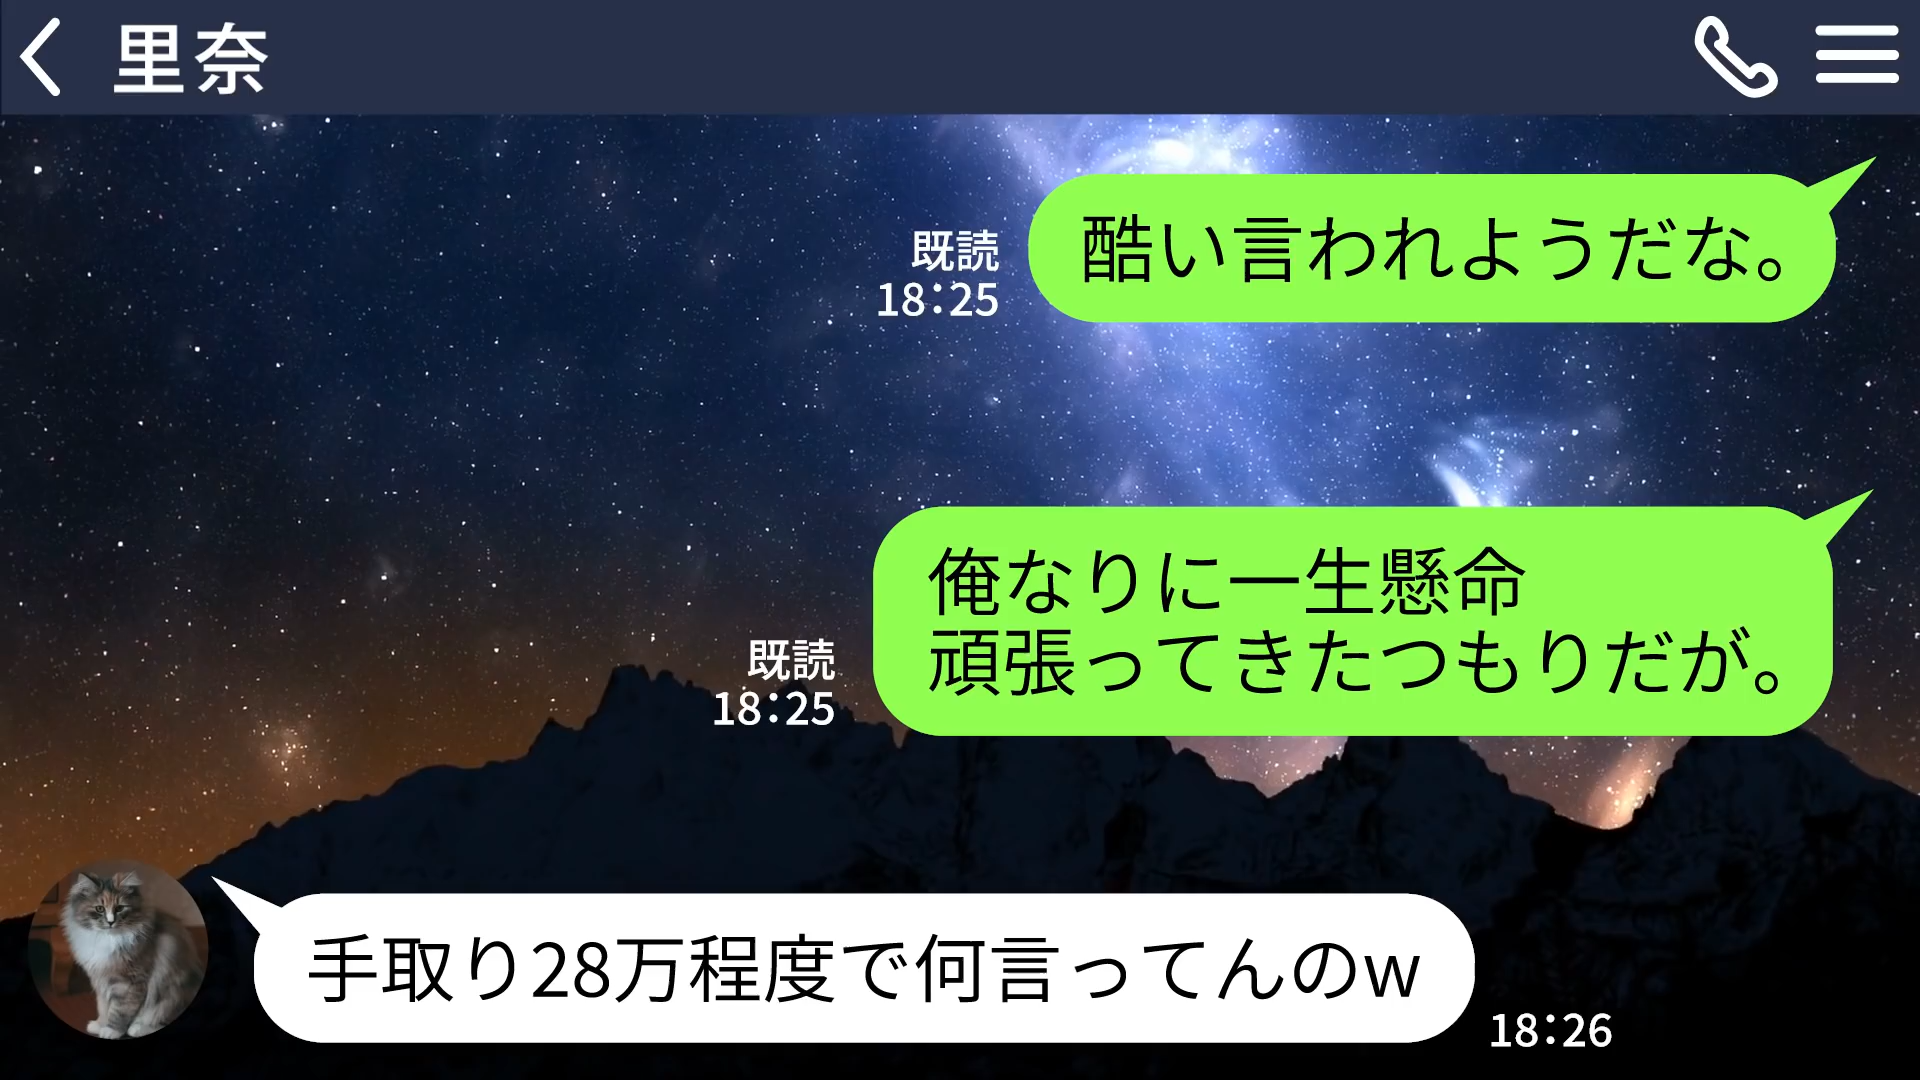 里奈
酷い言われようだな。
既読
18:25
俺なりに一生懸命
頑張ってきたつもりだが。
既読
18:25
手取り28万程度で何言ってんのw
18:26